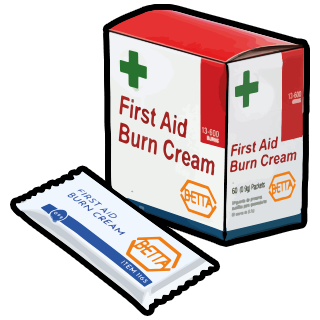 First Aid
Burn Cream
13-600
BETTA
13-600
First Aid
Burn Cream
60 (0.9g) Packets
BETTA
FIRST AID
BURN CREAM
BETTA
ITEM 1165